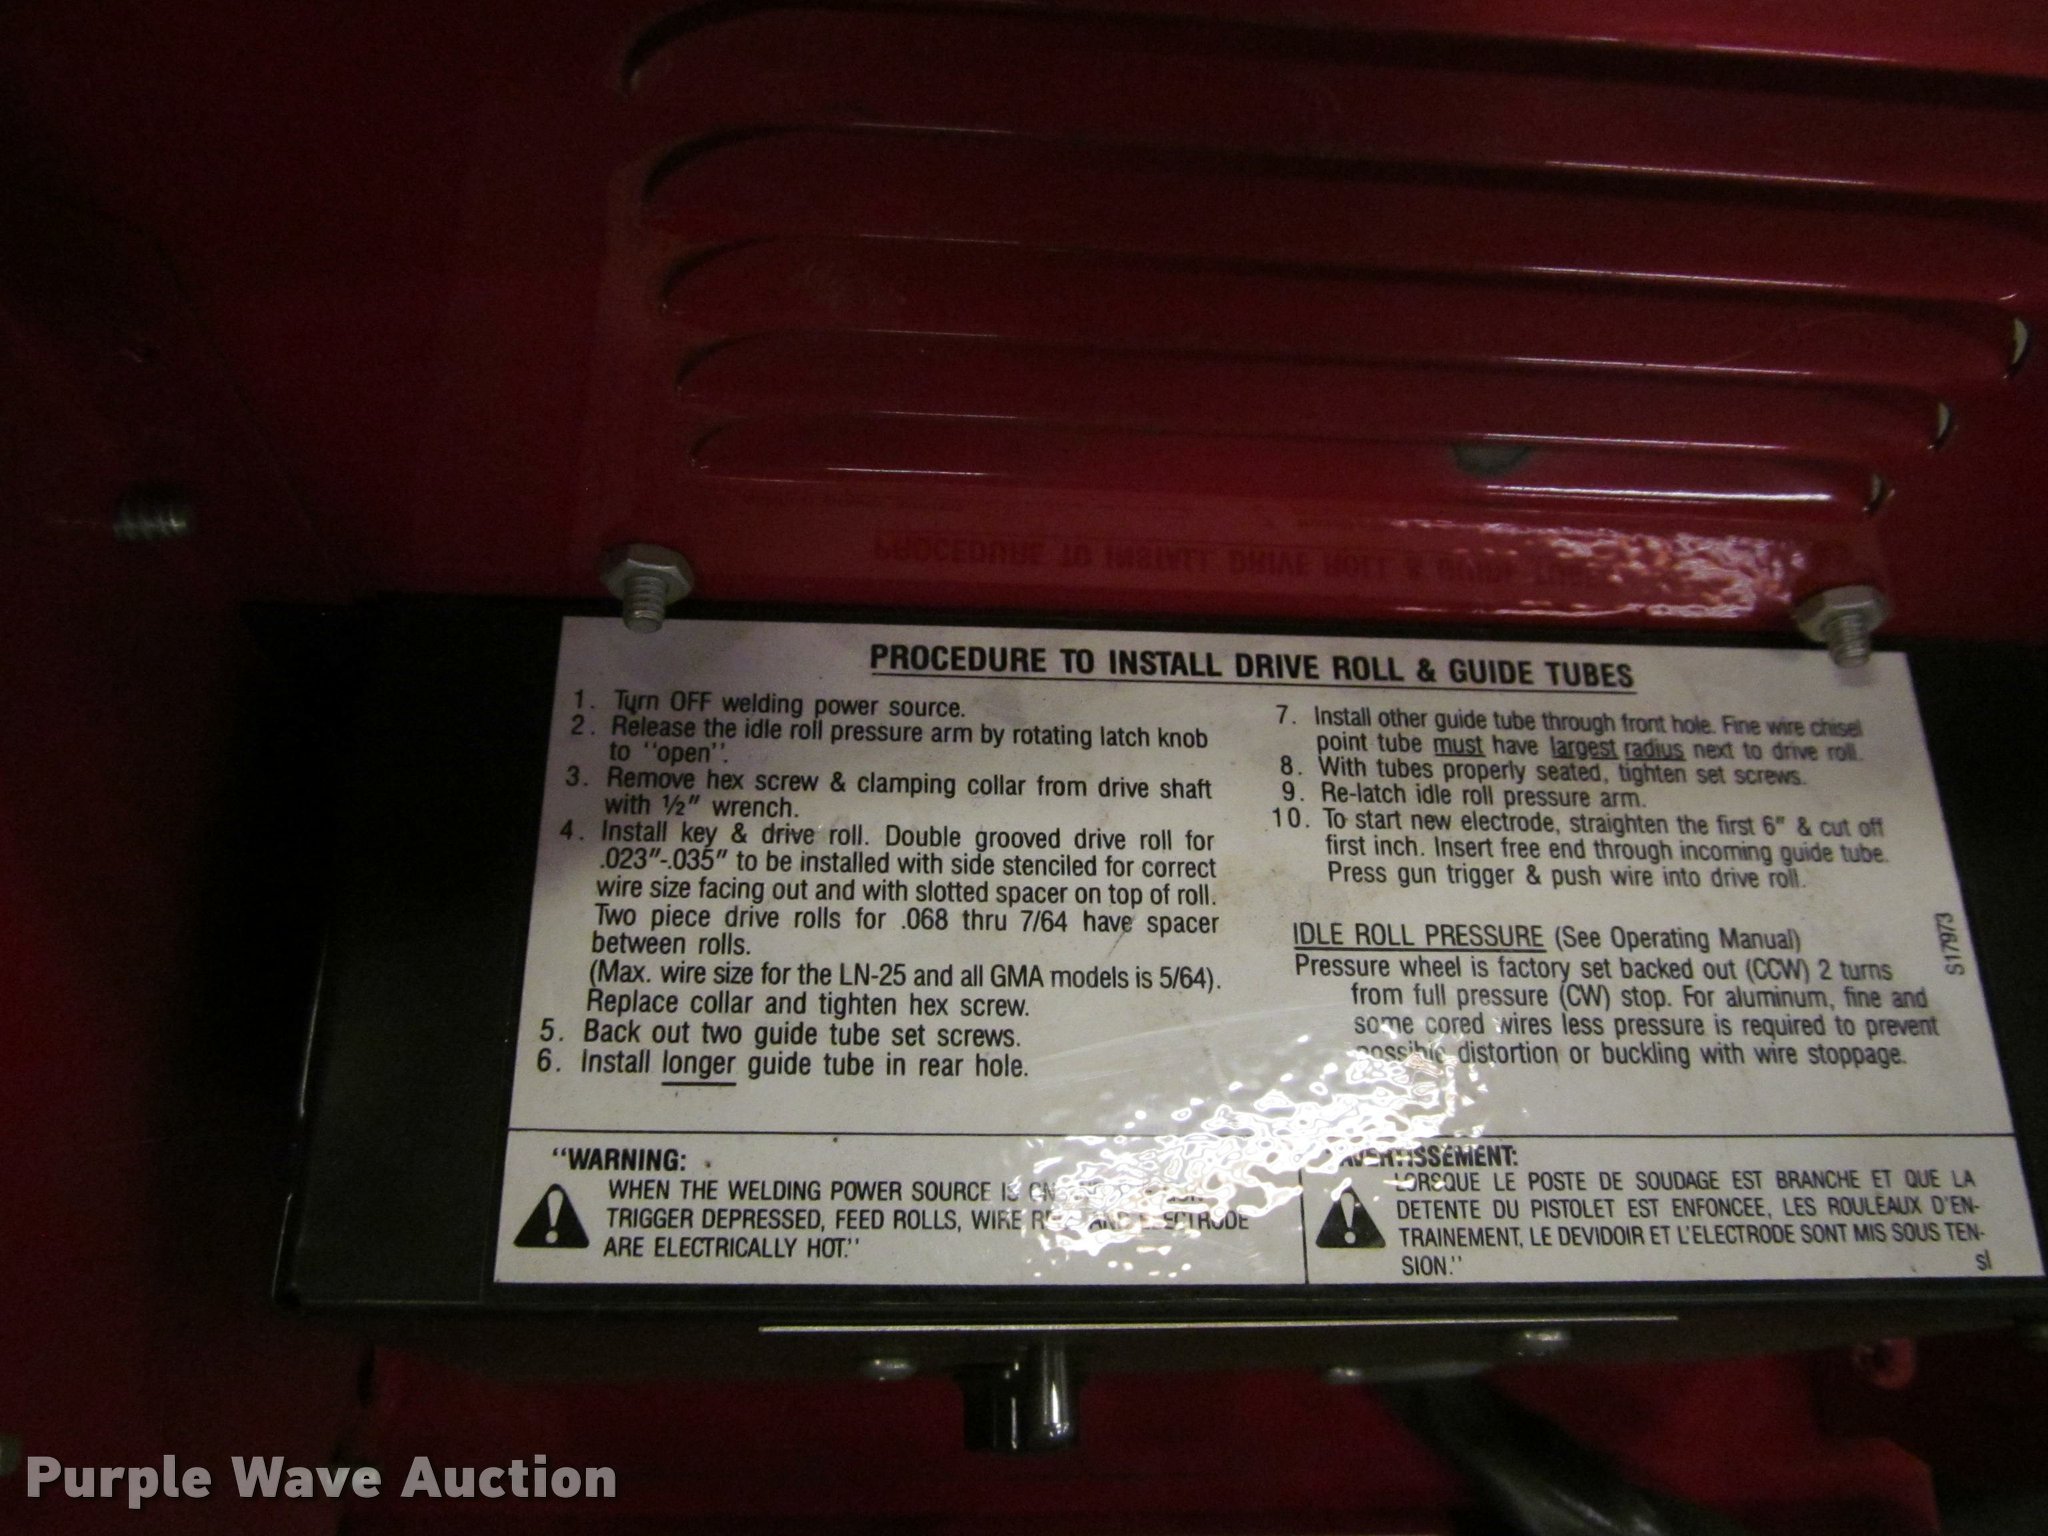 PROCEDURE TO INSTALL DRIVE ROLL & GUIDE TUBES
1. Turn OFF welding power source.
2. Release the idle roll pressure arm by rotating latch knob
to "open".
3. Remove hex screw & clamping collar from drive shaft
with ½" wrench.
4. Install key & drive roll. Double grooved drive roll for
.023"-.035" to be installed with side stenciled for correct
wire size facing out and with slotted spacer on top of roll.
Two piece drive rolls for .068 thru 7/64 have spacer
between rolls.
(Max. wire size for the LN-25 and all GMA models is 5/64).
Replace collar and tighten hex screw.
5. Back out two guide tube set screws.
6. Install longer guide tube in rear hole.
7. Install other guide tube through front hole. Fine wire chisel
point tube must have largest radius next to drive roll.
8. With tubes properly seated, tighten set screws.
9. Re-latch idle roll pressure arm.
10. To start new electrode, straighten the first 6" & cut off
first inch. Insert free end through incoming guide tube.
Press gun trigger & push wire into drive roll.
IDLE ROLL PRESSURE (See Operating Manual)
Pressure wheel is factory set backed out (CCW) 2 turns
from full pressure (CW) stop. For aluminum, fine and
some cored wires less pressure is required to prevent
possible distortion or buckling with wire stoppage.
S17973
"WARNING:
WHEN THE WELDING POWER SOURCE IS
TRIGGER DEPRESSED, FEED ROLLS, WIRE AND ELECTRODE
ARE ELECTRICALLY HOT."
AVERTISSEMENT:
LORSQUE LE POSTE DE SOUDAGE EST BRANCHE ET QUE LA
DETENTE DU PISTOLET EST ENFONCEE, LES ROULEAUX D'EN-
TRAINEMENT, LE DEVIDOIR ET L'ELECTRODE SONT MIS SOUS TEN-
SION."
sl
Purple Wave Auction